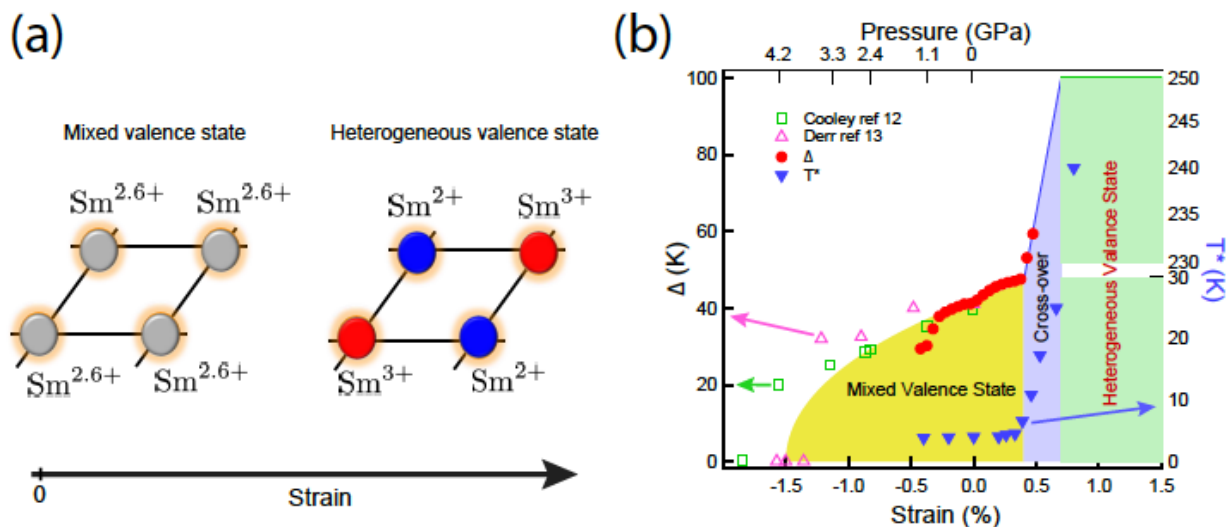 (a)
Mixed valence state
Heterogeneous valence state
Sm2.6+
Sm2.6+
Sm2+
Sm3+
Sm2.6+
Sm2.6+
Sm3+
Sm2+
0
Strain
(b)
Pressure (GPa)
4.2
3.3
2.4
1.1
0
100
80
60
40
20
0
Δ (K)
Cooley ref 12
Derr ref 13
Δ
T*
Mixed Valence State
Cross-over
Heterogeneous Valance State
250
245
240
235
230
30
20
10
0
T* (K)
-1.5
-1.0
-0.5
0.0
0.5
1.0
1.5
Strain (%)